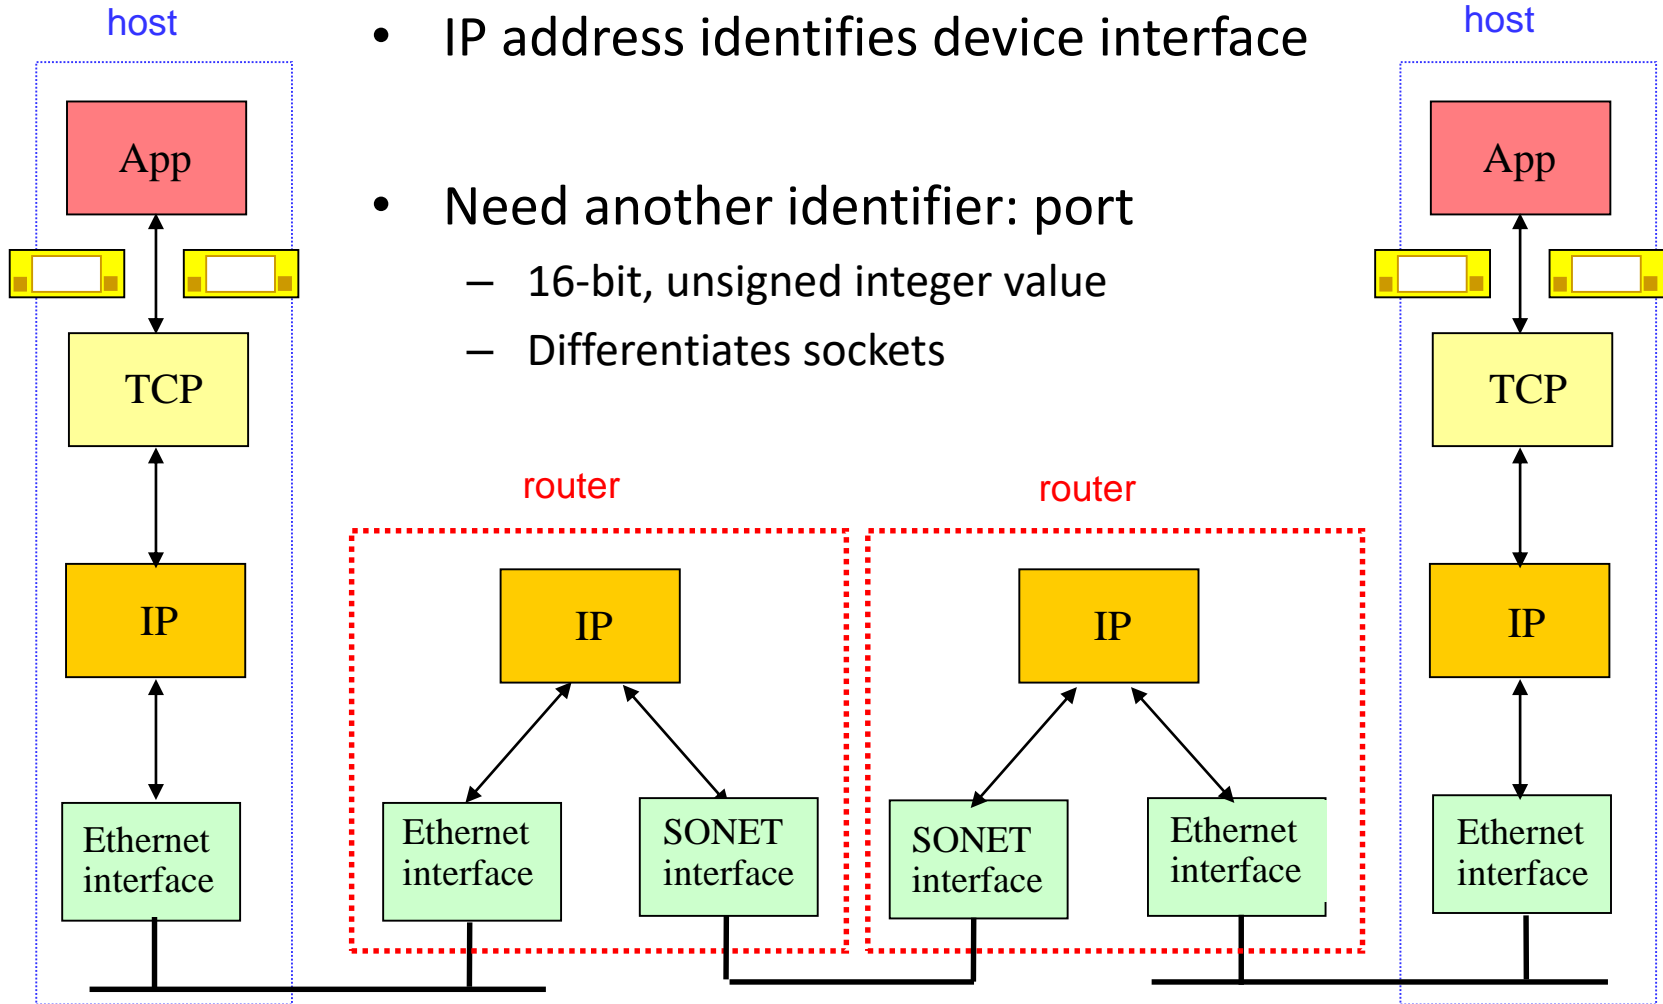 host
• IP address identifies device interface
host
App
App
• Need another identifier: port
– 16-bit, unsigned integer value
– Differentiates sockets
TCP
TCP
router
router
IP
IP
IP
IP
Ethernet
interface
Ethernet
interface
SONET
interface
SONET
interface
Ethernet
interface
Ethernet
interface